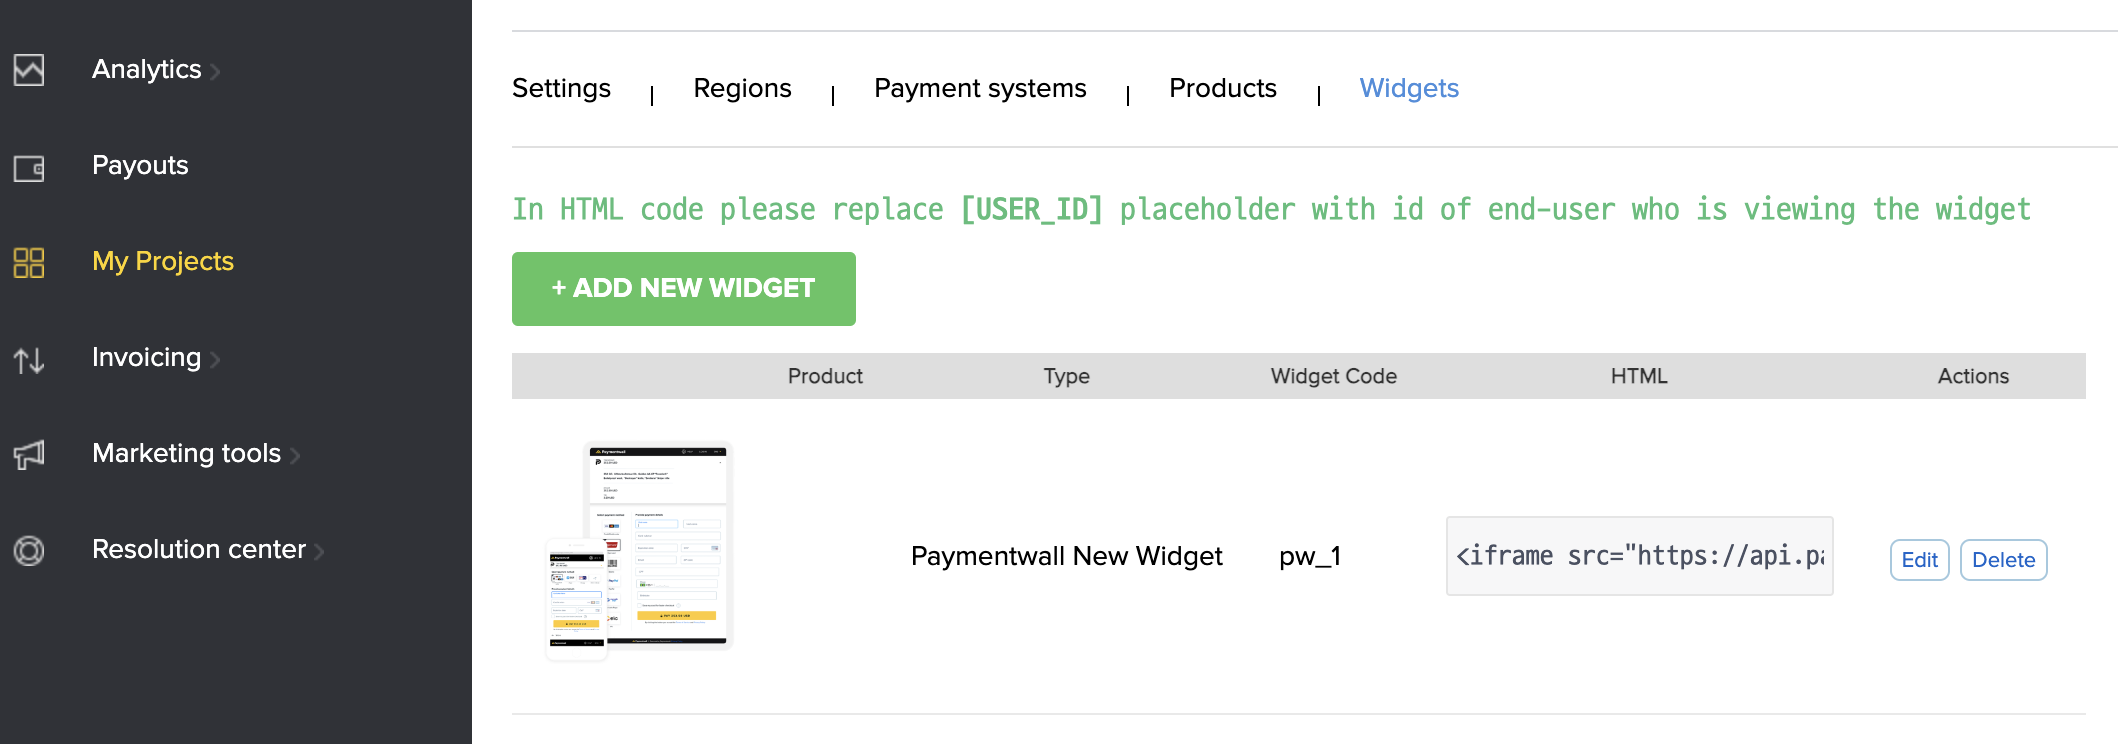 Analytics
Payouts
My Projects
Invoicing
Marketing tools
Resolution center
Settings | Regions | Payment systems | Products | Widgets
In HTML code please replace [USER_ID] placeholder with id of end-user who is viewing the widget
+ ADD NEW WIDGET
Product Type Widget Code HTML Actions
Paymentwall New Widget pw_1 <iframe src="https://api.pa Edit Delete